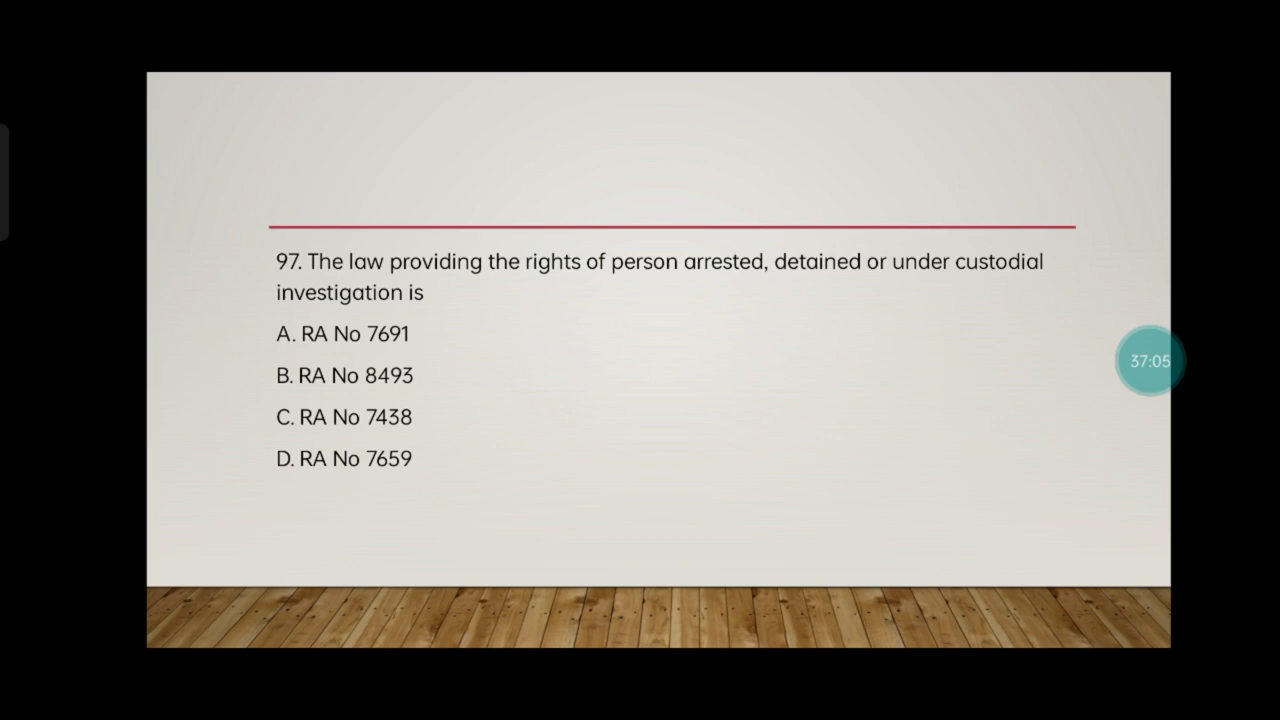 97. The law providing the rights of person arrested, detained or under custodial
investigation is
A. RA No 7691
B. RA No 8493
C. RA No 7438
D. RA No 7659
37:05